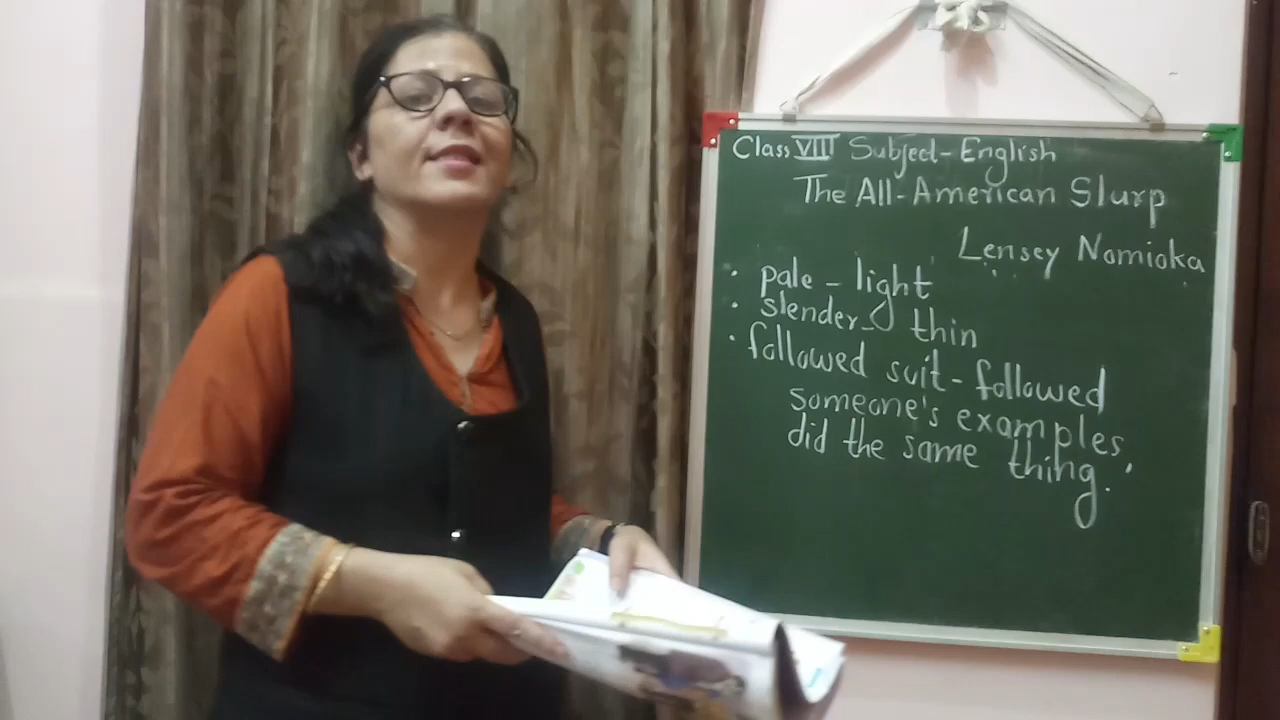 Class VIII Subject-English
The All-American Slurp
Lensey Nomioka
• pale - light
• slender - thin
• followed suit - followed
someone's examples,
did the same thing.